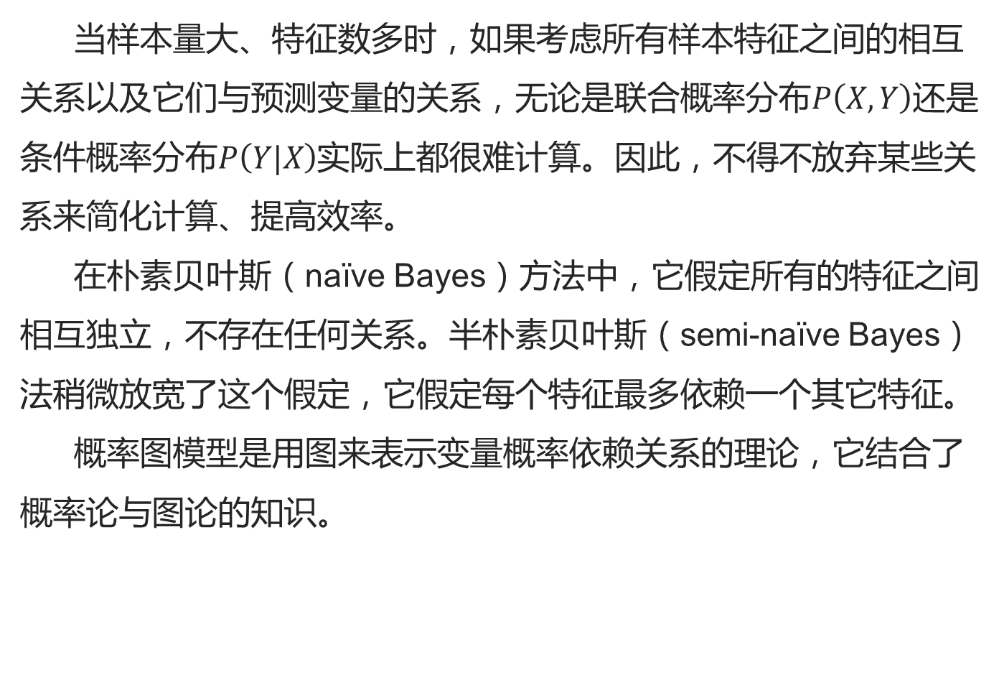 当样本量大、特征数多时，如果考虑所有样本特征之间的相互
关系以及它们与预测变量的关系，无论是联合概率分布P(X,Y)还是
条件概率分布P(Y|X)实际上都很难计算。因此，不得不放弃某些关
系来简化计算、提高效率。
在朴素贝叶斯（naïve Bayes）方法中，它假定所有的特征之间
相互独立，不存在任何关系。半朴素贝叶斯（semi-naïve Bayes）
法稍微放宽了这个假定，它假定每个特征最多依赖一个其它特征。
概率图模型是用图来表示变量概率依赖关系的理论，它结合了
概率论与图论的知识。